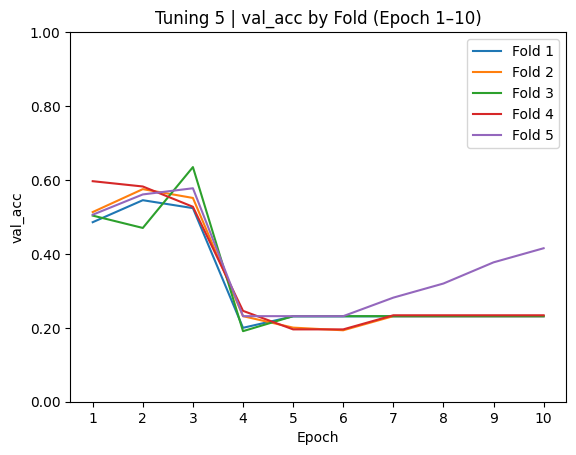 Tuning 5 | val_acc by Fold (Epoch 1–10)
1.00
0.80
0.60
0.40
0.20
0.00
val_acc
Fold 1
Fold 2
Fold 3
Fold 4
Fold 5
1 2 3 4 5 6 7 8 9 10
Epoch